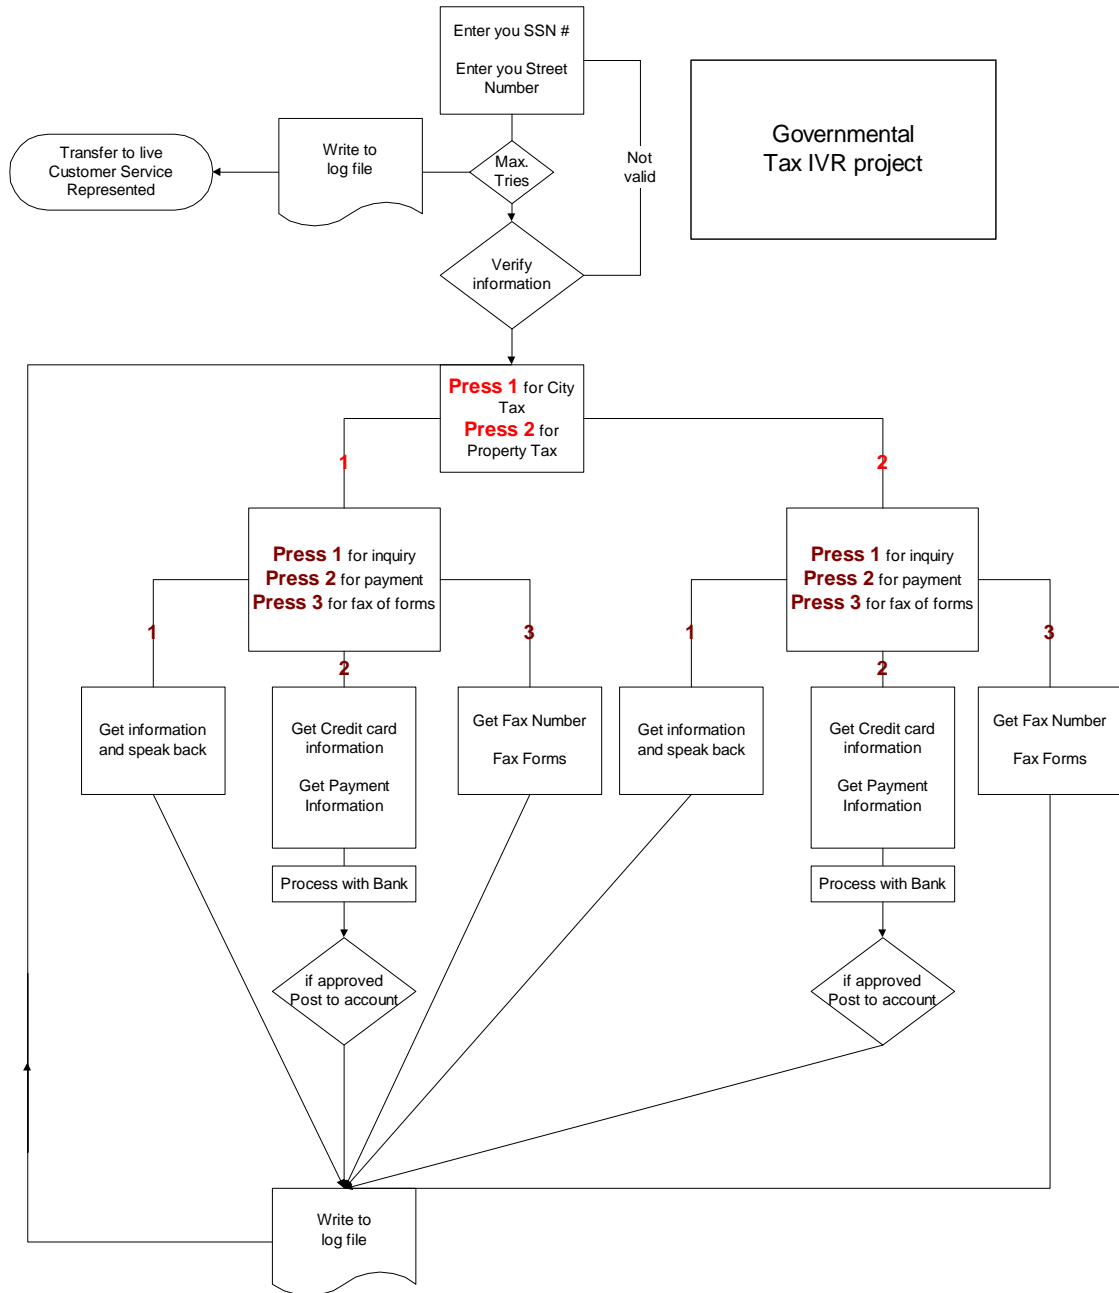 Enter you SSN #
Enter you Street
Number
Governmental
Tax IVR project
Transfer to live
Customer Service
Represented
Write to
log file
Max.
Tries
Not
valid
Verify
information
Press 1 for City
Tax
Press 2 for
Property Tax
1
2
Press 1 for inquiry
Press 2 for payment
Press 3 for fax of forms
Press 1 for inquiry
Press 2 for payment
Press 3 for fax of forms
1
3
1
3
2
2
Get information
and speak back
Get Credit card
information
Get Payment
Information
Get Fax Number
Fax Forms
Get information
and speak back
Get Credit card
information
Get Payment
Information
Get Fax Number
Fax Forms
Process with Bank
Process with Bank
if approved
Post to account
if approved
Post to account
Write to
log file